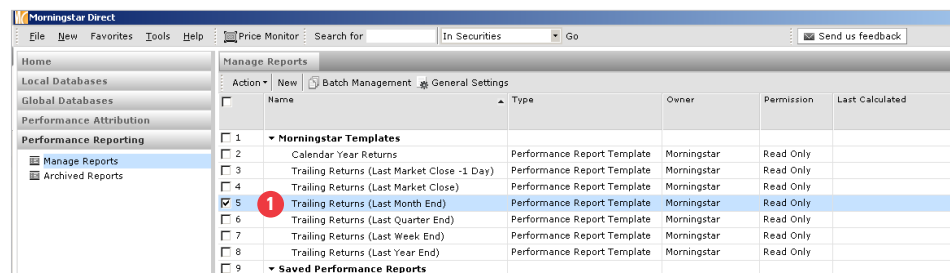 Morningstar Direct
File New Favorites Tools Help Price Monitor Search for In Securities Go Send us feedback
Home
Local Databases
Global Databases
Performance Attribution
Performance Reporting
Manage Reports
Archived Reports
Manage Reports
Action New Batch Management General Settings
Name Type Owner Permission Last Calculated
1 Morningstar Templates
2 Calendar Year Returns Performance Report Template Morningstar Read Only
3 Trailing Returns (Last Market Close -1 Day) Performance Report Template Morningstar Read Only
4 Trailing Returns (Last Market Close) Performance Report Template Morningstar Read Only
5 1 Trailing Returns (Last Month End) Performance Report Template Morningstar Read Only
6 Trailing Returns (Last Quarter End) Performance Report Template Morningstar Read Only
7 Trailing Returns (Last Week End) Performance Report Template Morningstar Read Only
8 Trailing Returns (Last Year End) Performance Report Template Morningstar Read Only
9 Saved Performance Reports